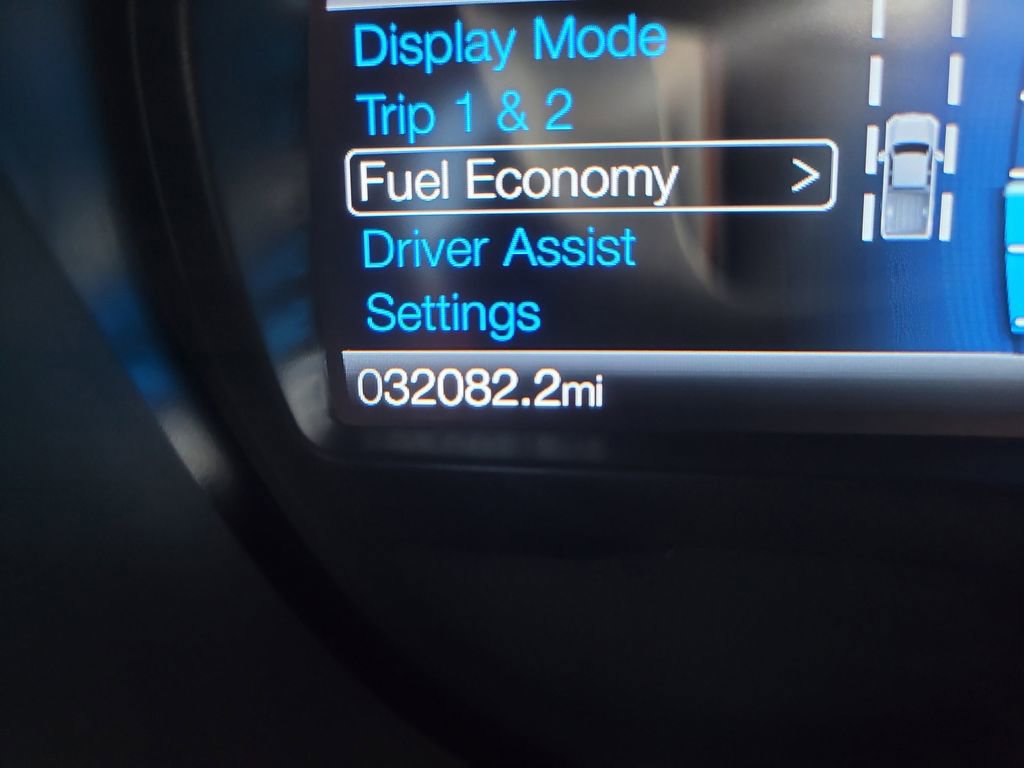 Display Mode
Trip 1 & 2
Fuel Economy >
Driver Assist
Settings
032082.2mi